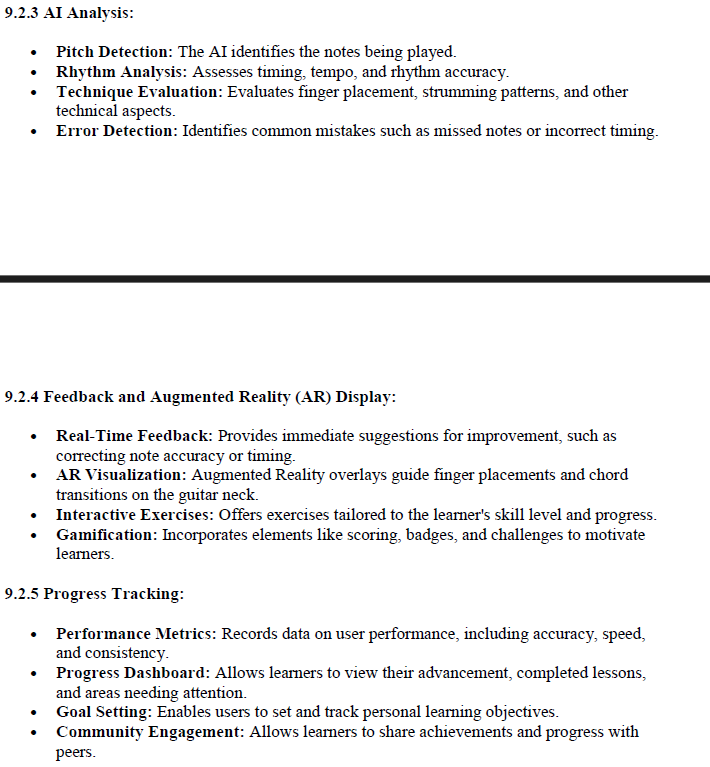 9.2.3 AI Analysis:
• Pitch Detection: The AI identifies the notes being played.
• Rhythm Analysis: Assesses timing, tempo, and rhythm accuracy.
• Technique Evaluation: Evaluates finger placement, strumming patterns, and other
technical aspects.
• Error Detection: Identifies common mistakes such as missed notes or incorrect timing.
9.2.4 Feedback and Augmented Reality (AR) Display:
• Real-Time Feedback: Provides immediate suggestions for improvement, such as
correcting note accuracy or timing.
• AR Visualization: Augmented Reality overlays guide finger placements and chord
transitions on the guitar neck.
• Interactive Exercises: Offers exercises tailored to the learner's skill level and progress.
• Gamification: Incorporates elements like scoring, badges, and challenges to motivate
learners.
9.2.5 Progress Tracking:
• Performance Metrics: Records data on user performance, including accuracy, speed,
and consistency.
• Progress Dashboard: Allows learners to view their advancement, completed lessons,
and areas needing attention.
• Goal Setting: Enables users to set and track personal learning objectives.
• Community Engagement: Allows learners to share achievements and progress with
peers.